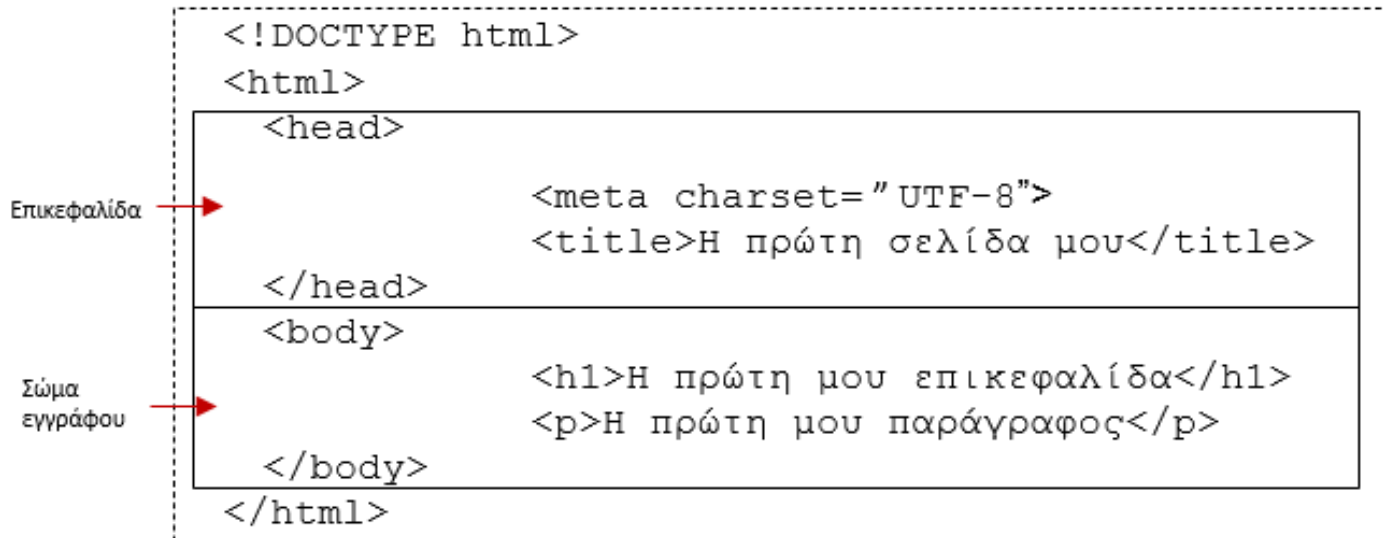 <!DOCTYPE html>
<html>
<head>
Επικεφαλίδα
<meta charset=″UTF-8”>
<title>Η πρώτη σελίδα μου</title>
</head>
<body>
Σώμα
εγγράφου
<h1>Η πρώτη μου επικεφαλίδα</h1>
<p>Η πρώτη μου παράγραφος</p>
</body>
</html>